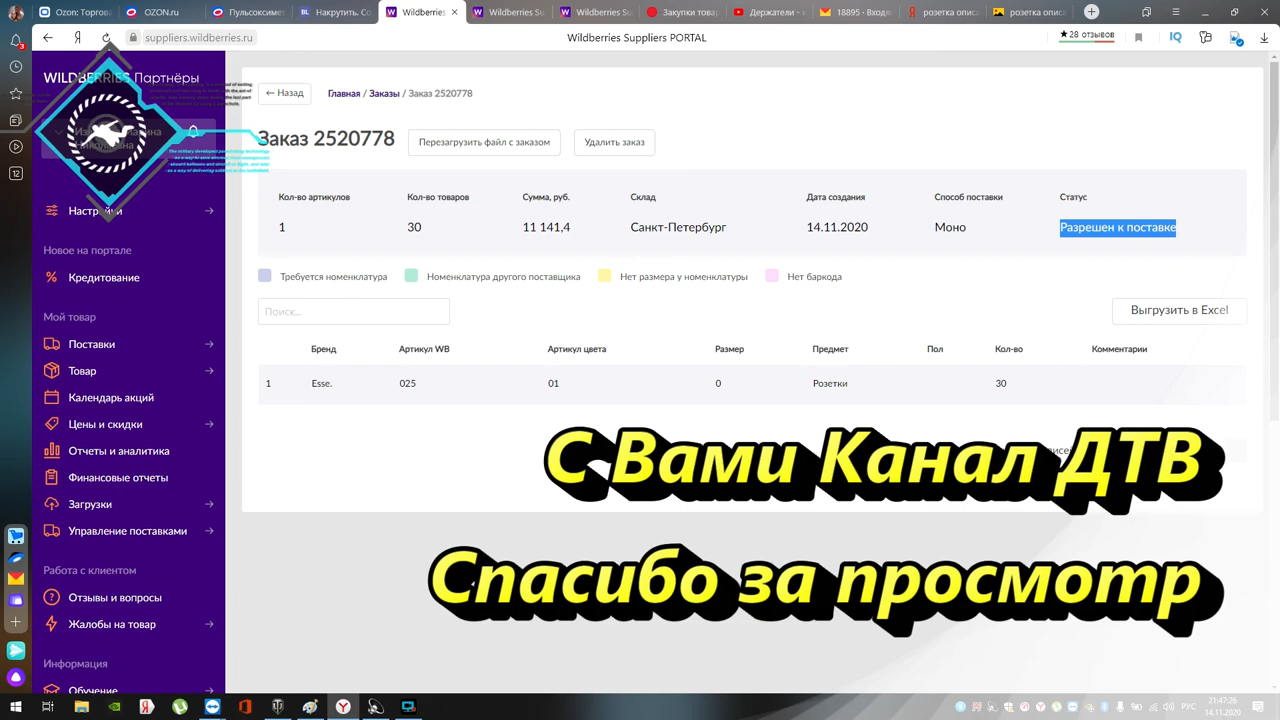 Ozon: торгова
Пультосимет
Накрутить. Со
Wildberries
Wildberries S
Wildberries S
Закупки това
Держатели –
18895 · Входя
розетка описа
розетка описа
suppliers.wildberries.ru
Wildberries Suppliers PORTAL
28 отзывов
WILDBERRIES Партнёры
Настройки
Новое на портале
Кредитование
Мой товар
Поставки
Товар
Календарь акций
Цены и скидки
Отчеты и аналитика
Финансовые отчеты
Загрузки
Управление поставками
Работа с клиентом
Отзывы и вопросы
Жалобы на товар
Информация
Обучение
← Назад
Главная / Заказы / Заказ 2520778
Заказ 2520778
Перезагрузить файл с заказом
Удалить заказ
Кол-во артикулов Кол-во товаров Сумма, руб. Склад Дата создания Способ поставки Статус
1 30 11 141,4 Санкт-Петербург 14.11.2020 Моно Разрешен к поставке
Требуется номенклатура Номенклатура другого поставщика Нет размера у номенклатуры Нет баркода
Поиск...
Выгрузить в Excel
Бренд Артикул WB Артикул цвета Размер Предмет Пол Кол-во Комментарии
1 Esse. 025 01 0 Розетки 30
С Вами Канал ДТВ
Спасибо за просмотр
РУС
21:47:26
14.11.2020